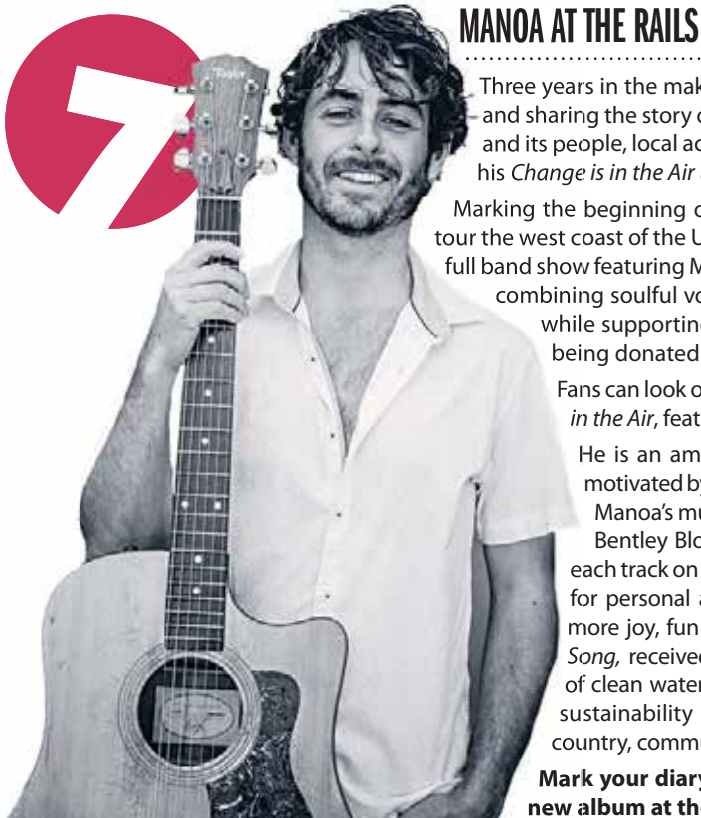 7
Taylor
MANOA AT THE RAILS
Three years in the mak
and sharing the story o
and its people, local ac
his Change is in the Air
Marking the beginning o
tour the west coast of the U
full band show featuring M
combining soulful vo
while supporting
being donated
Fans can look o
in the Air, feat
He is an am
motivated by
Manoa's mu
Bentley Blo
each track on
for personal a
more joy, fun
Song, received
of clean water
sustainability
country, commu
Mark your diary
new album at the